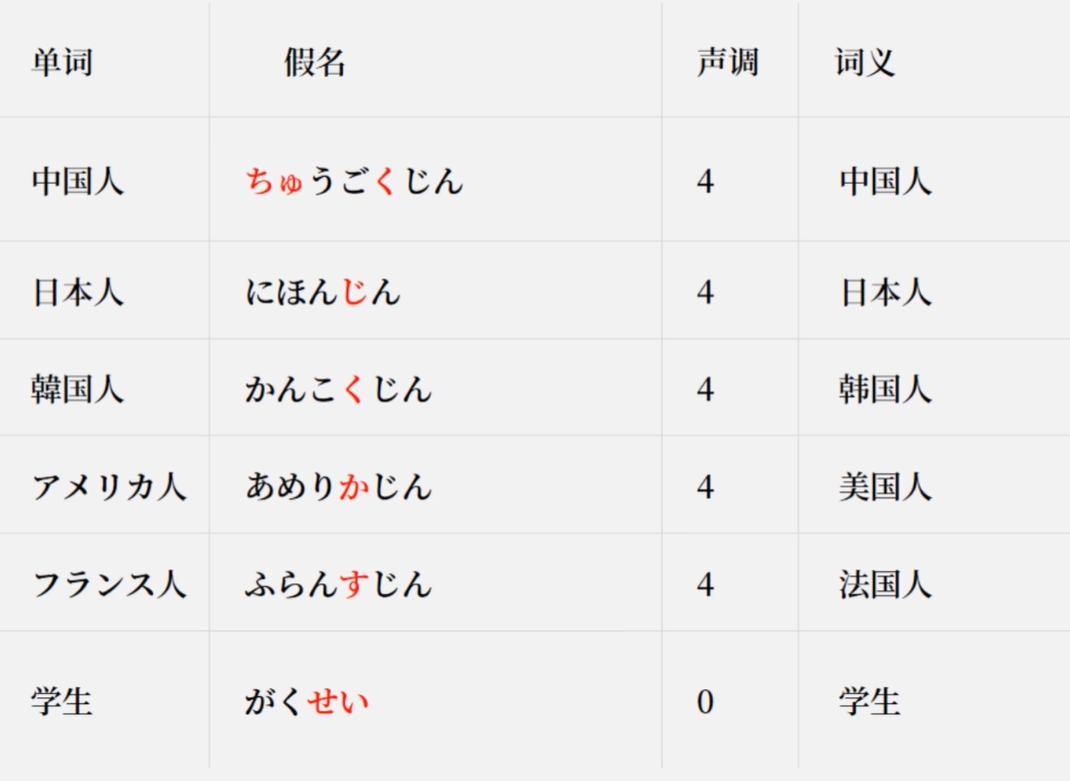 单词 假名 声调 词义
中国人 ちゅうごくじん 4 中国人
日本人 にほんじん 4 日本人
韓国人 かんこくじん 4 韩国人
アメリカ人 あめりかじん 4 美国人
フランス人 ふらんすじん 4 法国人
学生 がくせい 0 学生